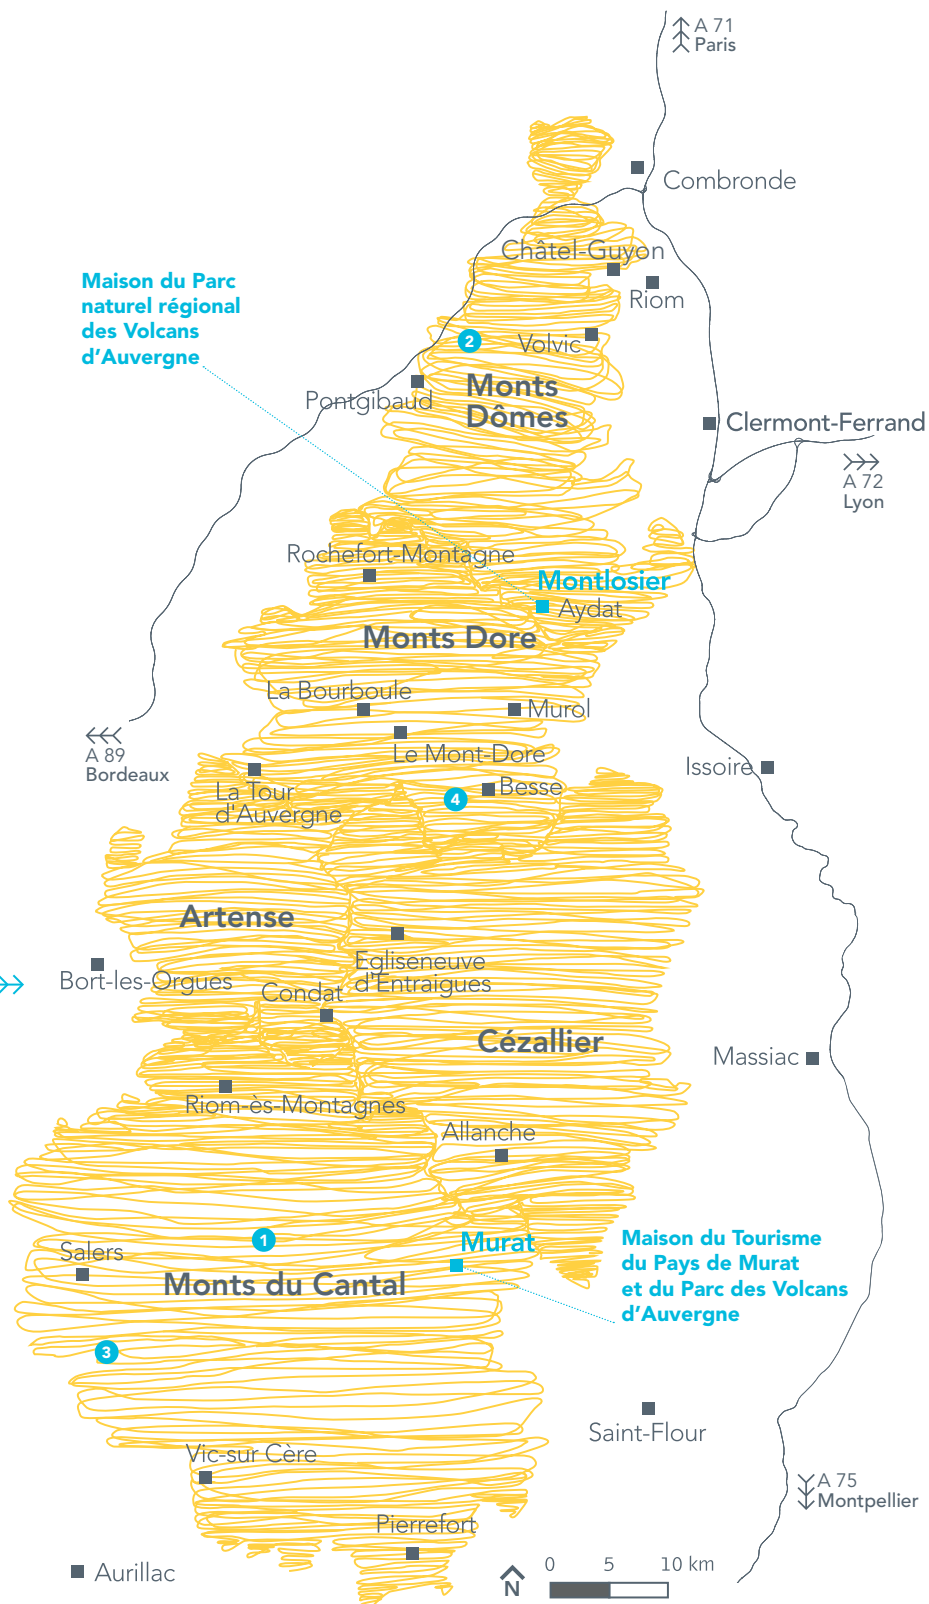 A 71
Paris
Combronde
Châtel-Guyon
Riom
Maison du Parc
naturel régional
des Volcans
d’Auvergne
2
Volvic
Monts
Dômes
Pontgibaud
Clermont-Ferrand
A 72
Lyon
Rochefort-Montagne
Montlosier
Aydat
Monts Dore
La Bourboule
Murol
Le Mont-Dore
A 89
Bordeaux
Issoire
La Tour
d'Auvergne
Besse
4
Artense
Egliseneuve
d'Entraigues
Bort-les-Orgues
Condat
Cézallier
Massiac
Riom-ès-Montagnes
Allanche
1
Murat
Salers
Monts du Cantal
Maison du Tourisme
du Pays de Murat
et du Parc des Volcans
d’Auvergne
3
Saint-Flour
Vic-sur Cère
A 75
Montpellier
Pierrefort
Aurillac
N
0 5 10 km